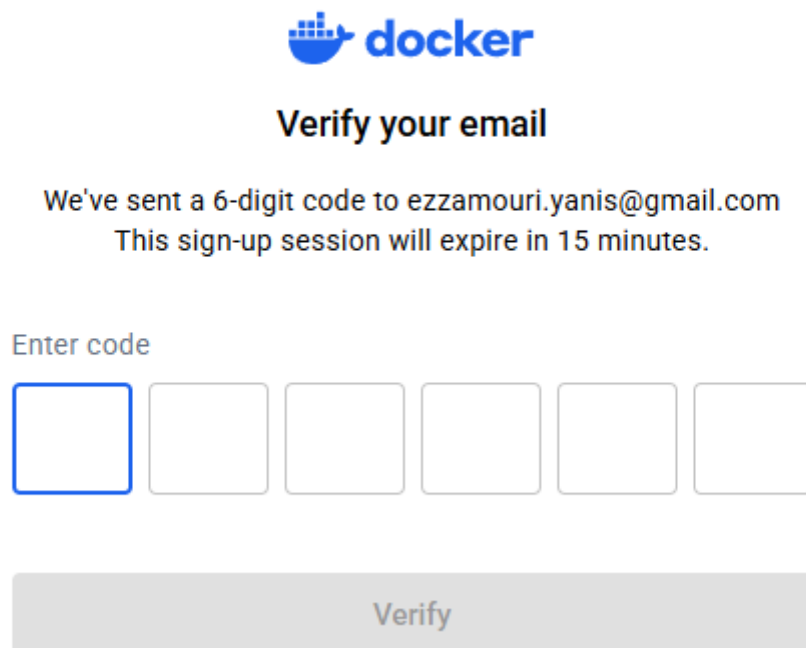 docker
Verify your email
We've sent a 6-digit code to ezzamouri.yanis@gmail.com
This sign-up session will expire in 15 minutes.
Enter code
Verify